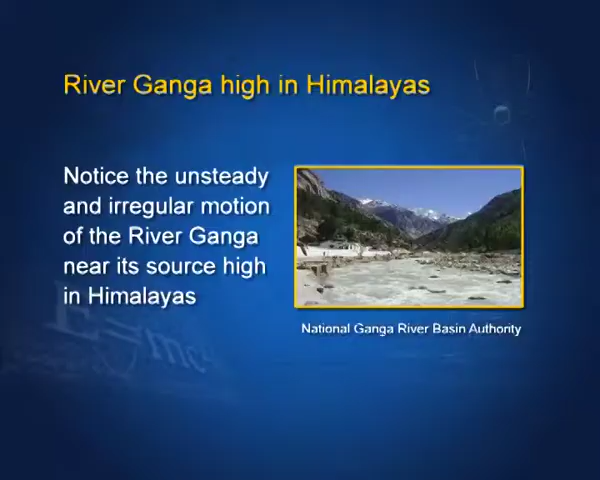 River Ganga high in Himalayas
Notice the unsteady
and irregular motion
of the River Ganga
near its source high
in Himalayas
National Ganga River Basin Authority
E=mc²